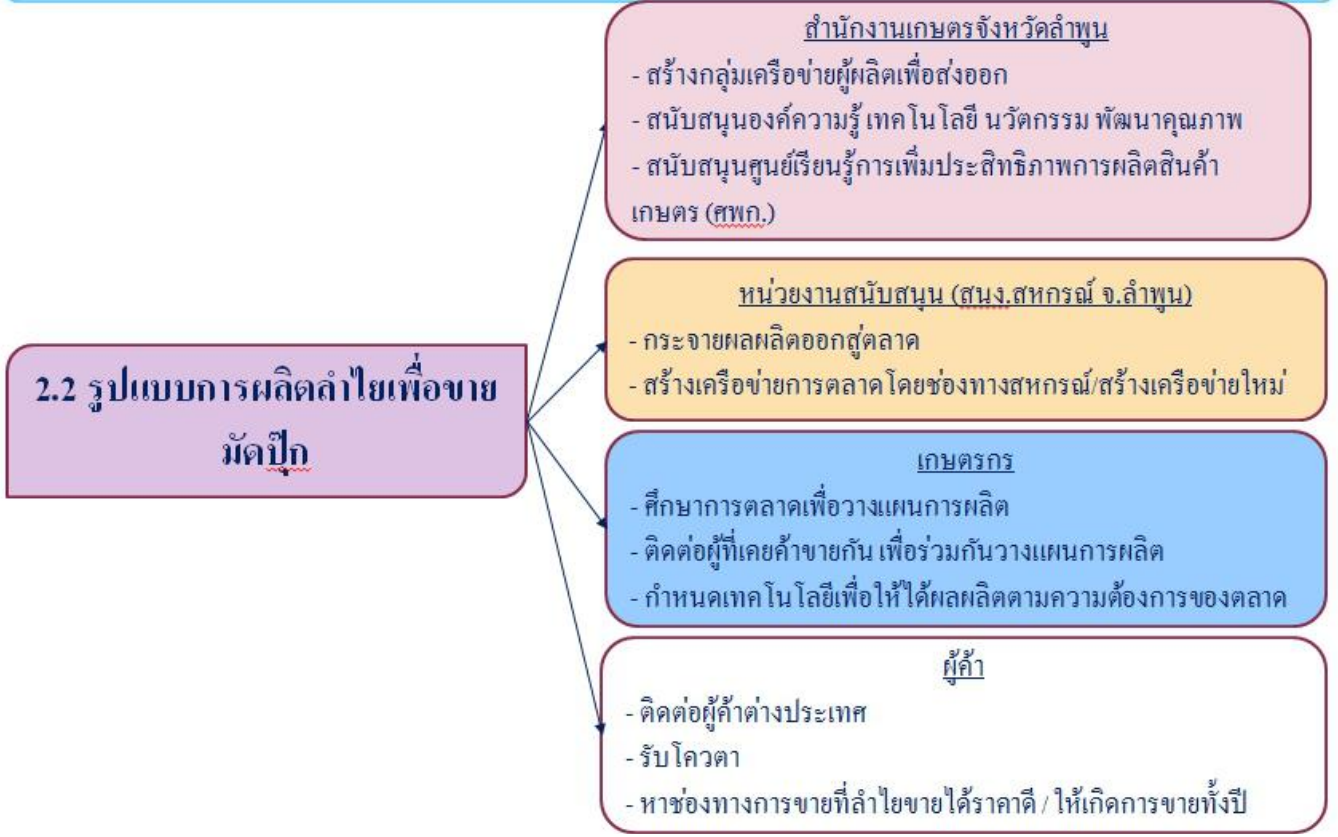 สำนักงานเกษตรจังหวัดลำพูน
- สร้างกลุ่มเครือข่ายผู้ผลิตเพื่อส่งออก
- สนับสนุนองค์ความรู้ เทคโนโลยี นวัตกรรม พัฒนาคุณภาพ
- สนับสนุนศูนย์เรียนรู้การเพิ่มประสิทธิภาพการผลิตสินค้า
เกษตร (ศพก.)
หน่วยงานสนับสนุน (สนง.สหกรณ์ จ.ลำพูน)
- กระจายผลผลิตออกสู่ตลาด
- สร้างเครือข่ายการตลาดโดยช่องทางสหกรณ์/สร้างเครือข่ายใหม่
2.2 รูปแบบการผลิตลำไยเพื่อขาย
มัดปุ๊ก
เกษตรกร
- ศึกษาการตลาดเพื่อวางแผนการผลิต
- ติดต่อผู้ที่เคยค้าขายกัน เพื่อร่วมกันวางแผนการผลิต
- กำหนดเทคโนโลยีเพื่อให้ได้ผลผลิตตามความต้องการของตลาด
ผู้ค้า
- ติดต่อผู้ค้าต่างประเทศ
- รับโควตา
- หาช่องทางการขายที่ลำไยขายได้ราคาดี / ให้เกิดการขายทั้งปี